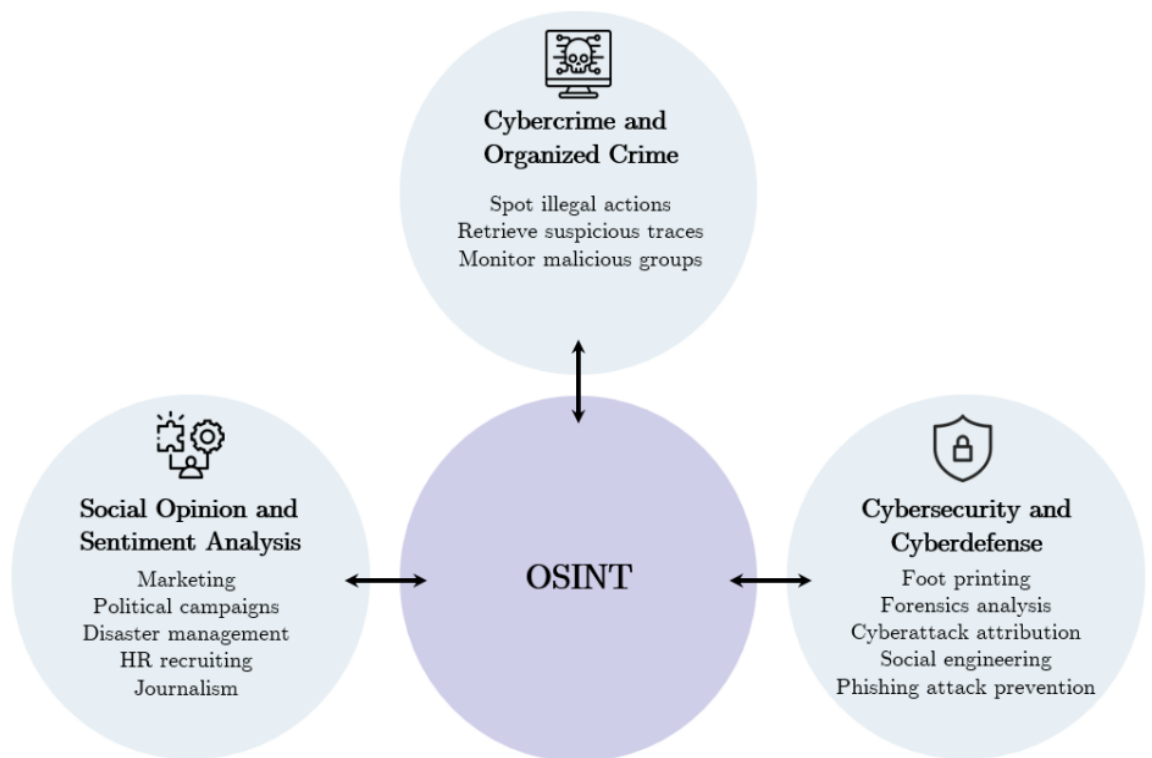 Cybercrime and
Organized Crime
Spot illegal actions
Retrieve suspicious traces
Monitor malicious groups
Social Opinion and
Sentiment Analysis
Marketing
Political campaigns
Disaster management
HR recruiting
Journalism
OSINT
Cybersecurity and
Cyberdefense
Foot printing
Forensics analysis
Cyberattack attribution
Social engineering
Phishing attack prevention